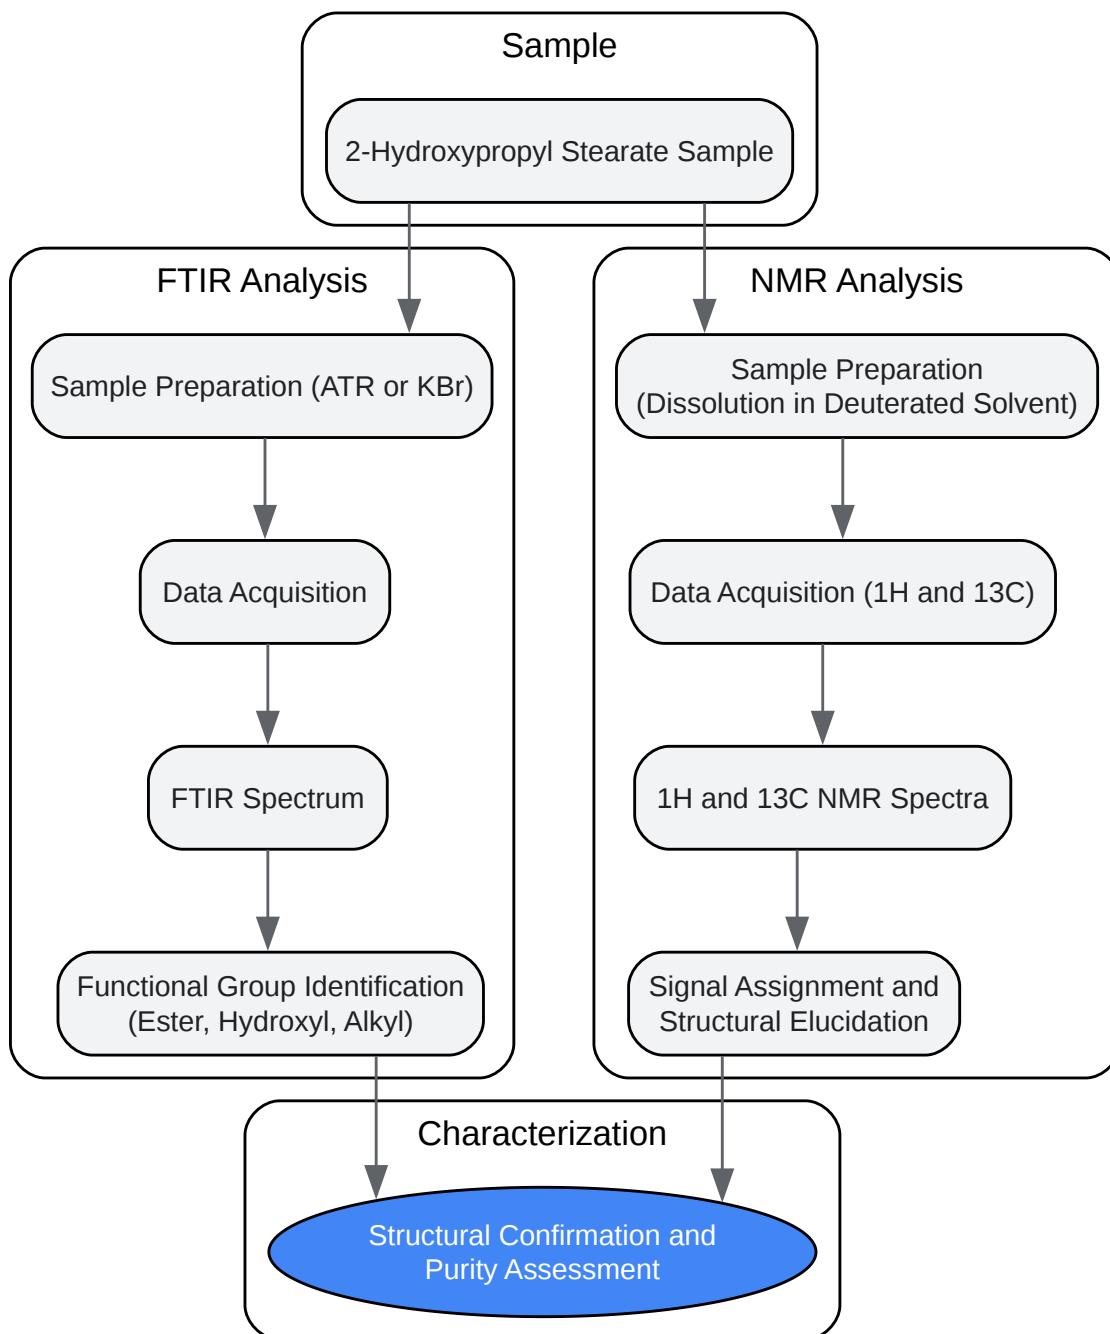 Sample
2-Hydroxypropyl Stearate Sample
FTIR Analysis
Sample Preparation (ATR or KBr)
Data Acquisition
FTIR Spectrum
Functional Group Identification
(Ester, Hydroxyl, Alkyl)
NMR Analysis
Sample Preparation
(Dissolution in Deuterated Solvent)
Data Acquisition (1H and 13C)
1H and 13C NMR Spectra
Signal Assignment and
Structural Elucidation
Characterization
Structural Confirmation and
Purity Assessment